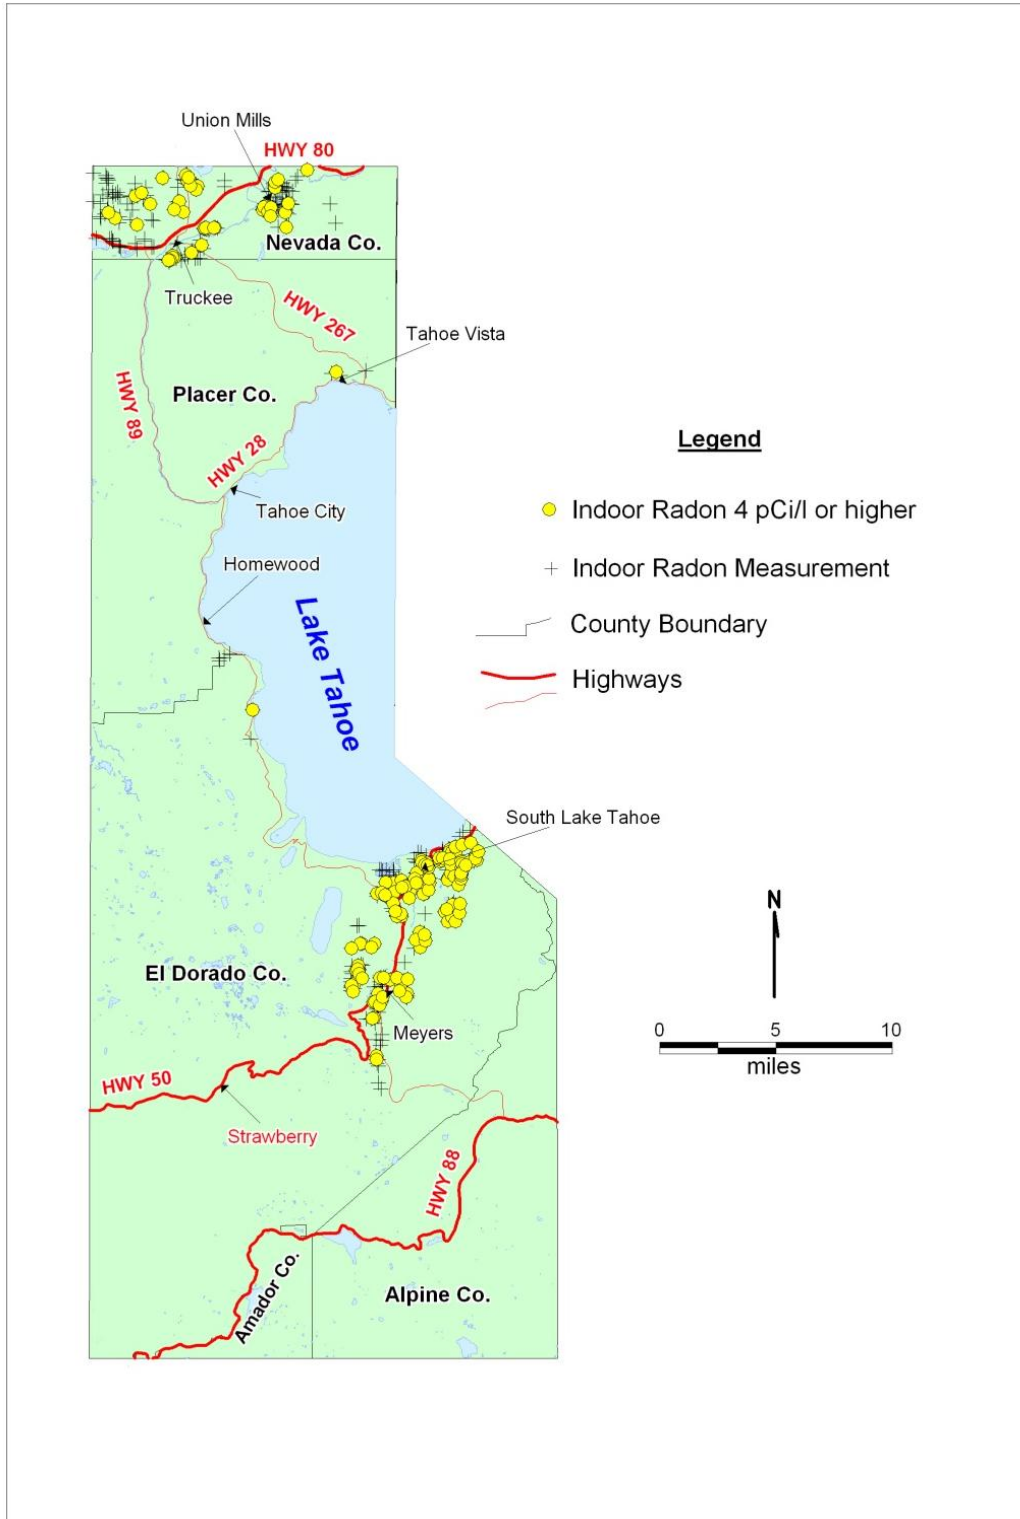 Union Mills
HWY 80
Nevada Co.
Truckee
HWY 267
Tahoe Vista
HWY 89
Placer Co.
HWY 28
Tahoe City
Homewood
Lake Tahoe
Legend
Indoor Radon 4 pCi/l or higher
Indoor Radon Measurement
County Boundary
Highways
South Lake Tahoe
N
El Dorado Co.
Meyers
0 5 10
miles
HWY 50
Strawberry
HWY 88
Amador Co.
Alpine Co.